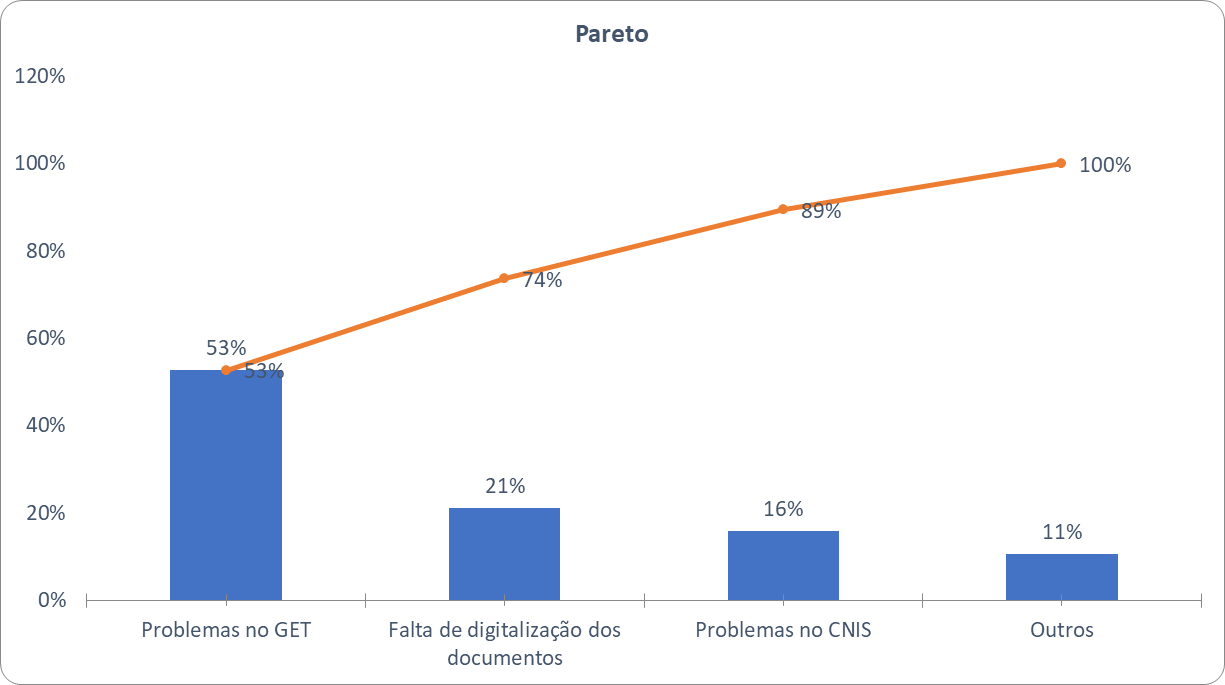 Pareto
120%
100%
80%
60%
40%
20%
0%
53%
53%
21%
74%
16%
89%
11%
100%
Problemas no GET
Falta de digitalização dos
documentos
Problemas no CNIS
Outros